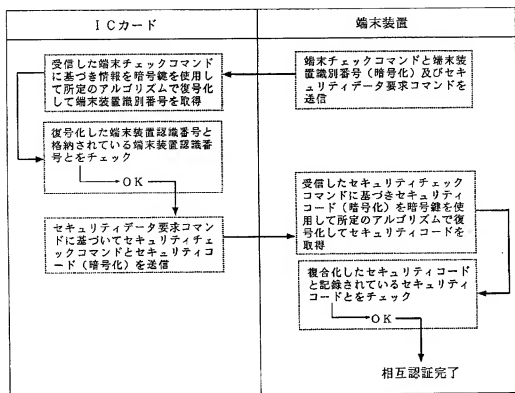 ICカード
端末装置
端末チェックコマンドと端末装
置識別番号(暗号化)及びセキ
ュリティデータ要求コマンドを
送信
受信した端末チェックコマンド
に基づき情報を暗号鍵を使用し
て所定のアルゴリズムで復号化
して端末装置識別番号を取得
復号化した端末装置認識番号と
格納されている端末装置認識番
号とをチェック
OK
セキュリティデータ要求コマン
ドに基づいてセキュリティチェ
ックコマンドとセキュリティコ
ード(暗号化)を送信
受信したセキュリティチェック
コマンドに基づきセキュリティ
コード(暗号化)を暗号鍵を使
用して所定のアルゴリズムで復
号化してセキュリティコードを
取得
複合化したセキュリティコード
と記録されているセキュリティ
コードとをチェック
OK
相互認証完了